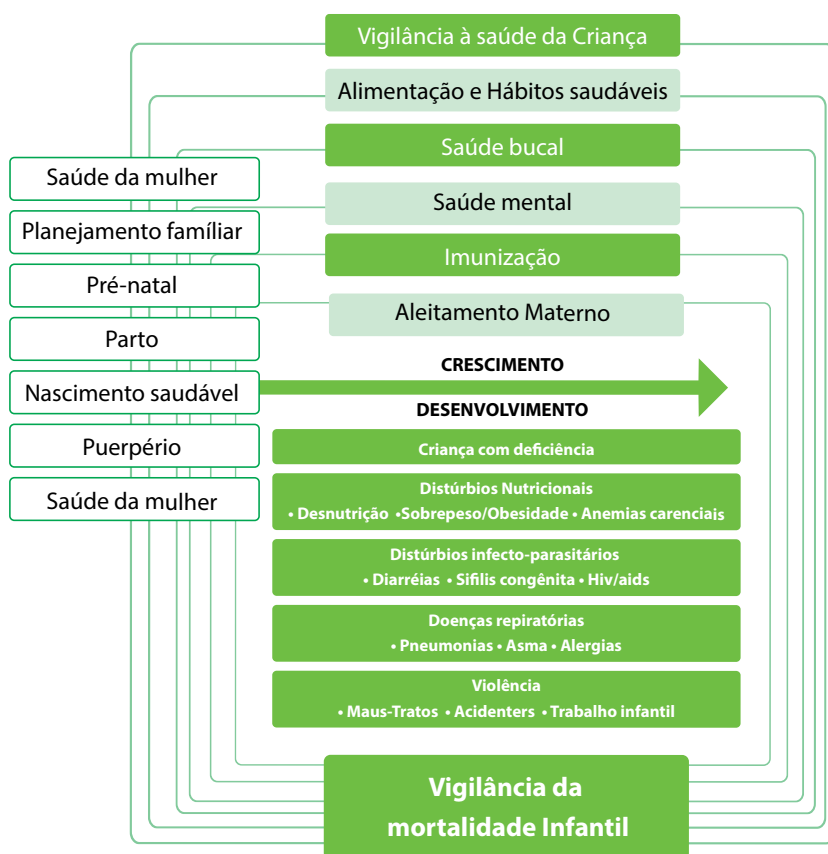 Vigilância à saúde da Criança
Alimentação e Hábitos saudáveis
Saúde bucal
Saúde mental
Imunização
Aleitamento Materno
Saúde da mulher
Planejamento famíliar
Pré-natal
Parto
Nascimento saudável
Puerpério
Saúde da mulher
CRESCIMENTO
DESENVOLVIMENTO
Criança com deficiência
Distúrbios Nutricionais
• Desnutrição •Sobrepeso/Obesidade • Anemias carenciais
Distúrbios infecto-parasitários
• Diarréias • Sifilis congênita • Hiv/aids
Doenças repiratórias
• Pneumonias • Asma • Alergias
Violência
• Maus-Tratos • Acidenters • Trabalho infantil
Vigilância da
mortalidade Infantil